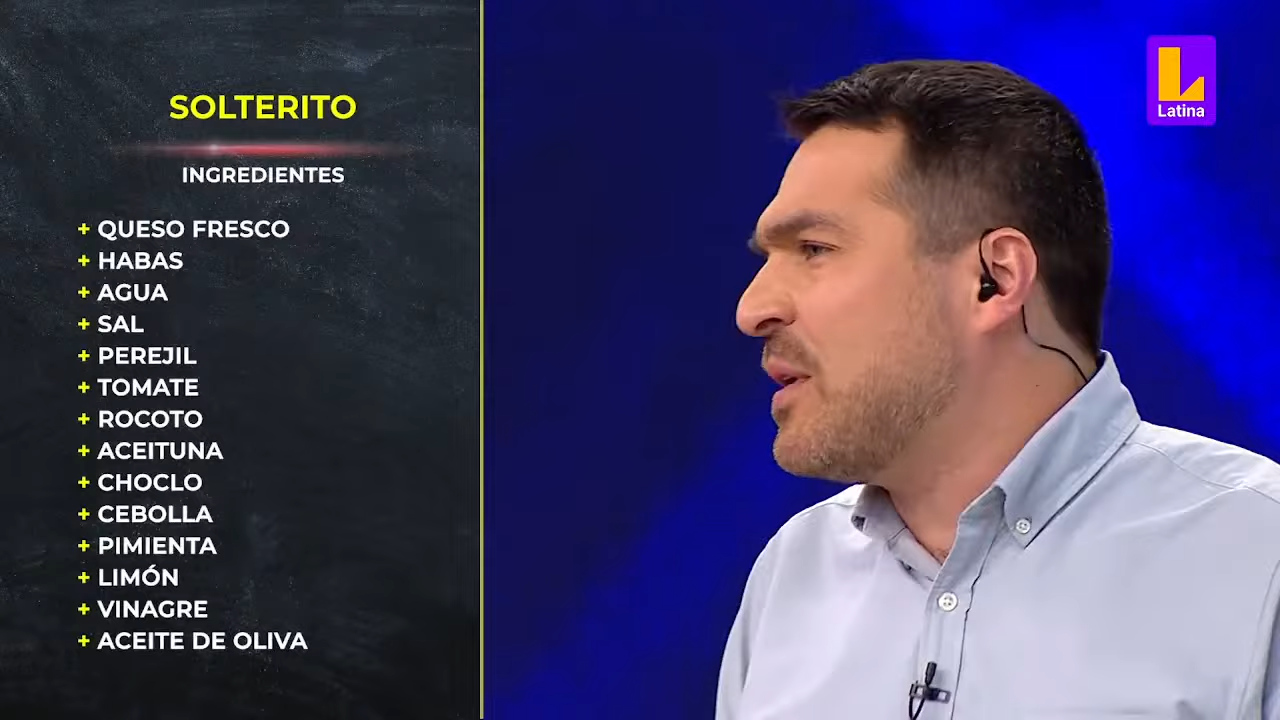 SOLTERITO
INGREDIENTES
+ QUESO FRESCO
+ HABAS
+ AGUA
+ SAL
+ PEREJIL
+ TOMATE
+ ROCOTO
+ ACEITUNA
+ CHOCLO
+ CEBOLLA
+ PIMIENTA
+ LIMÓN
+ VINAGRE
+ ACEITE DE OLIVA
Latina